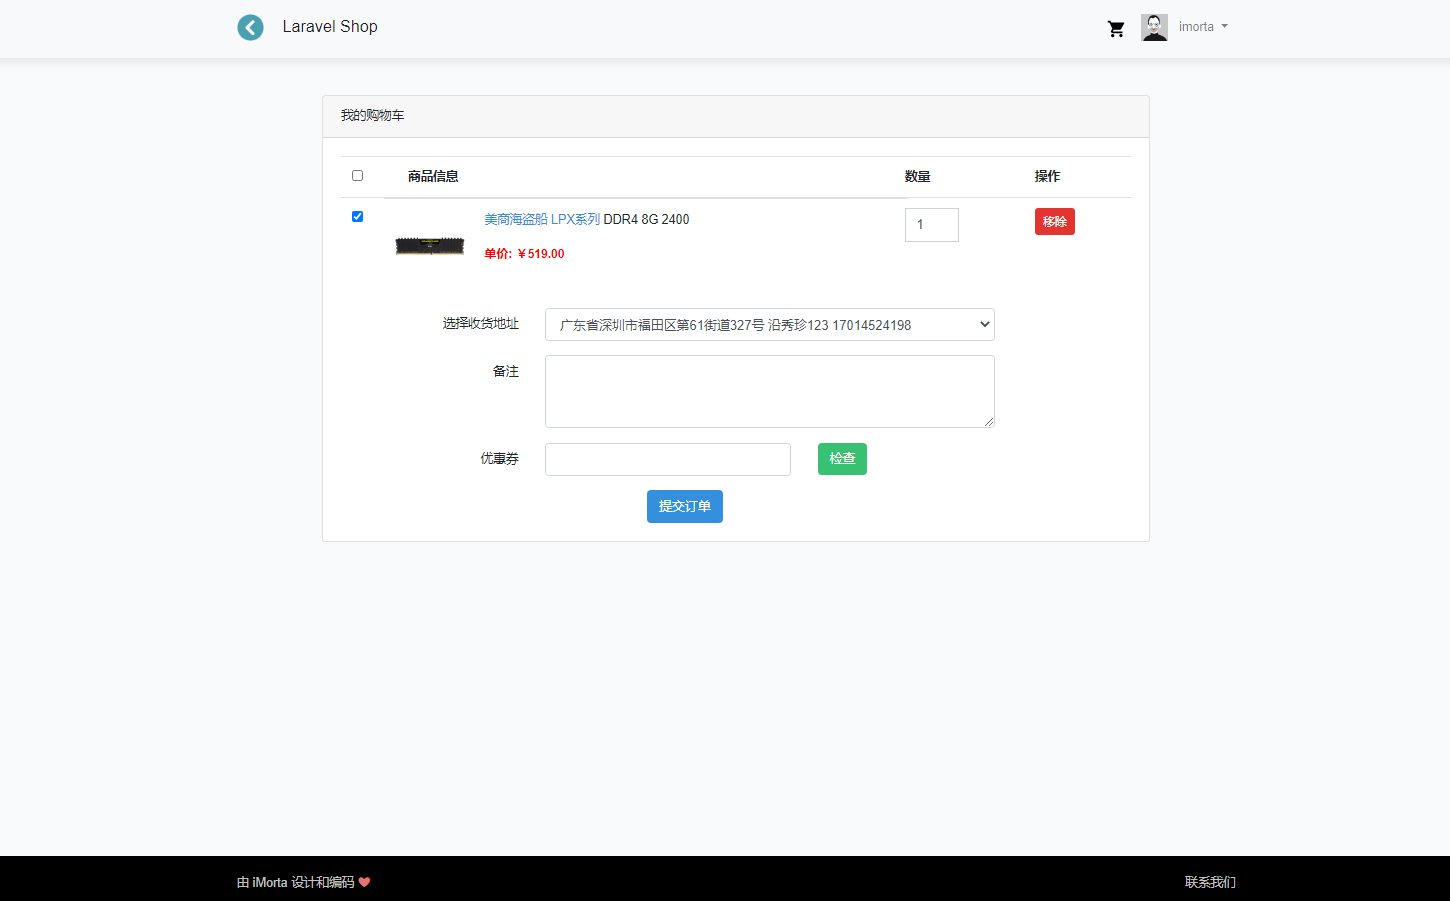 Laravel Shop
imorta
我的购物车
商品信息 数量 操作
美商海盗船 LPX系列 DDR4 8G 2400 1 移除
单价: ￥519.00
选择收货地址 广东省深圳市福田区第61街道327号 沿秀珍123 17014524198
备注
优惠券 检查
提交订单
由 iMorta 设计和编码 联系我们